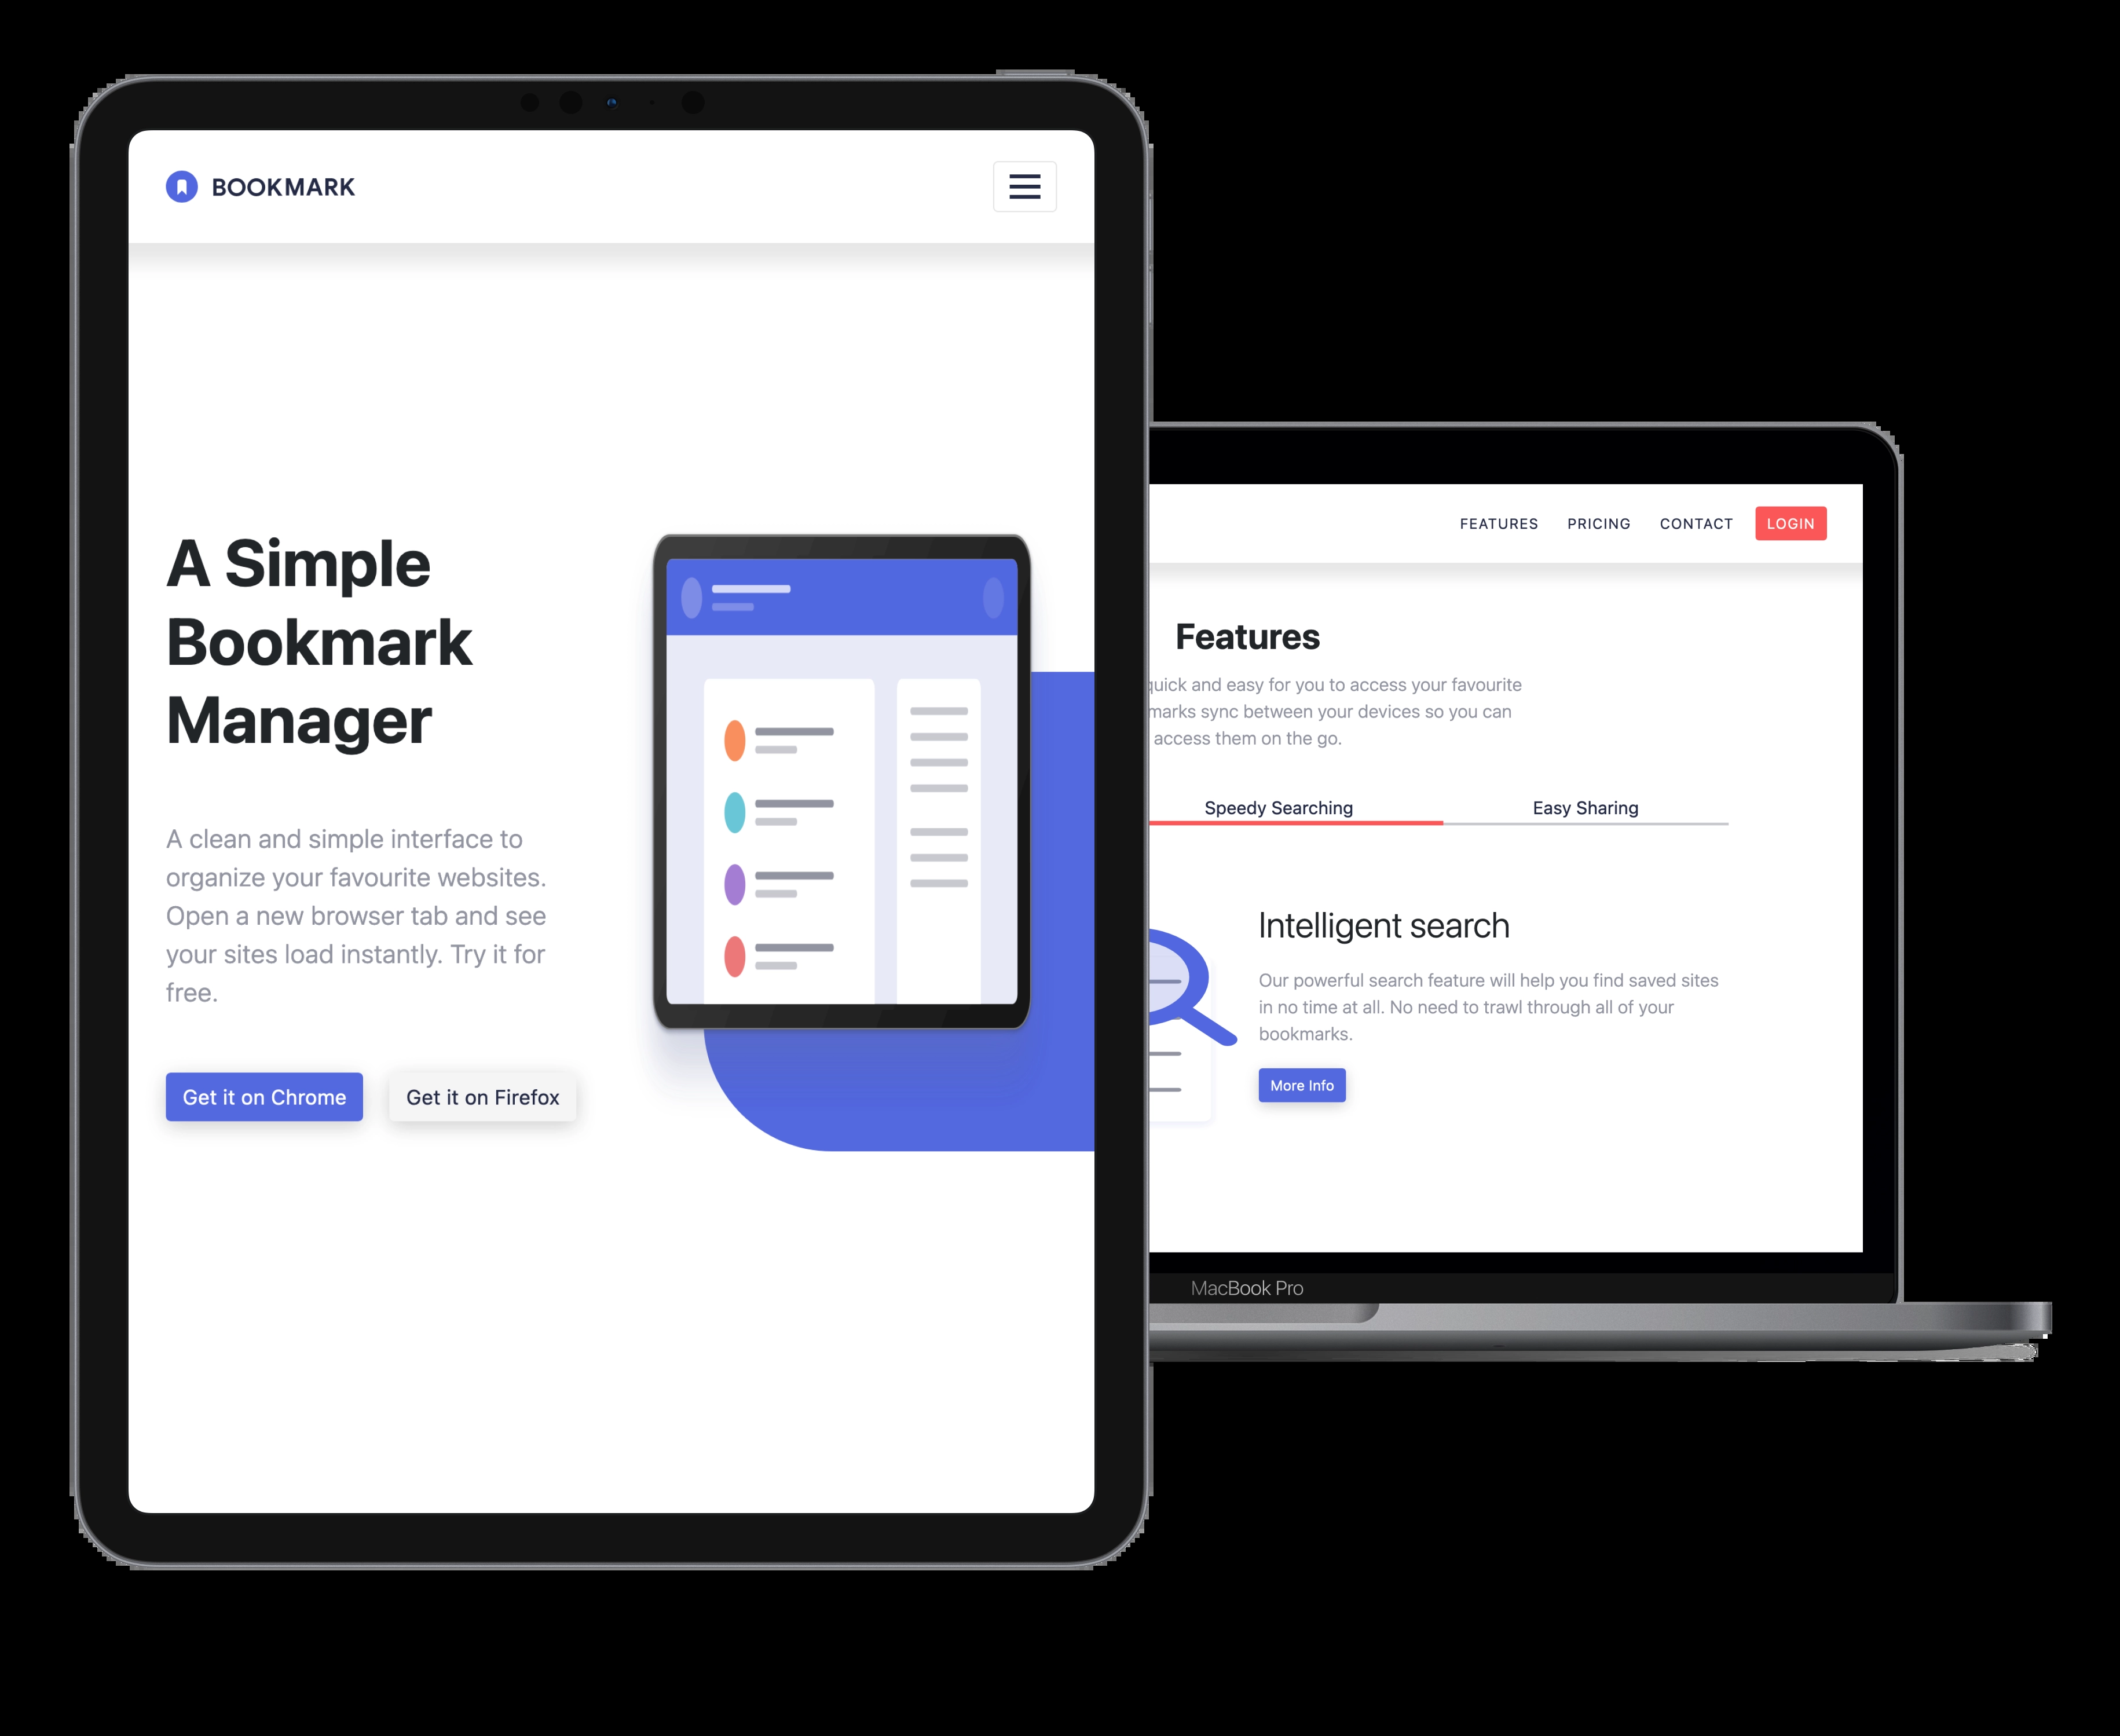 BOOKMARK
A Simple
Bookmark
Manager
A clean and simple interface to
organize your favourite websites.
Open a new browser tab and see
your sites load instantly. Try it for
free.
Get it on Chrome
Get it on Firefox
FEATURES PRICING CONTACT LOGIN
Features
quick and easy for you to access your favourite
marks sync between your devices so you can
access them on the go.
Speedy Searching
Easy Sharing
Intelligent search
Our powerful search feature will help you find saved sites
in no time at all. No need to trawl through all of your
bookmarks.
More Info
MacBook Pro